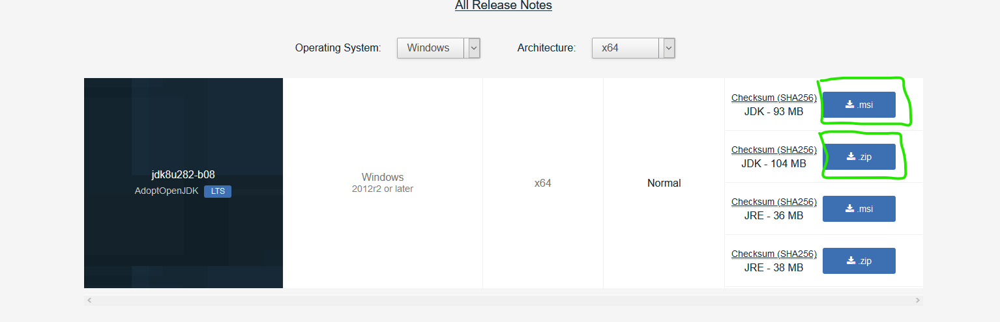 All Release Notes
Operating System: Windows Architecture: x64
jdk8u282-b08
AdoptOpenJDK LTS
Windows
2012r2 or later
x64
Normal
Checksum (SHA256)
JDK - 93 MB
.msi
Checksum (SHA256)
JDK - 104 MB
.zip
Checksum (SHA256)
JRE - 36 MB
.msi
Checksum (SHA256)
JRE - 38 MB
.zip